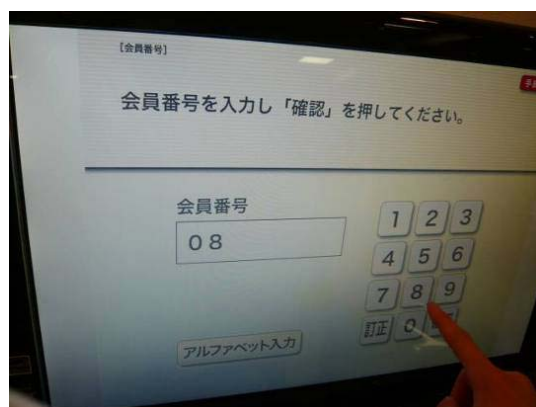 [会員番号]
会員番号を入力し「確認」を押してください。
会員番号
08
1 2 3
4 5 6
7 8 9
訂正 0
アルファベット入力